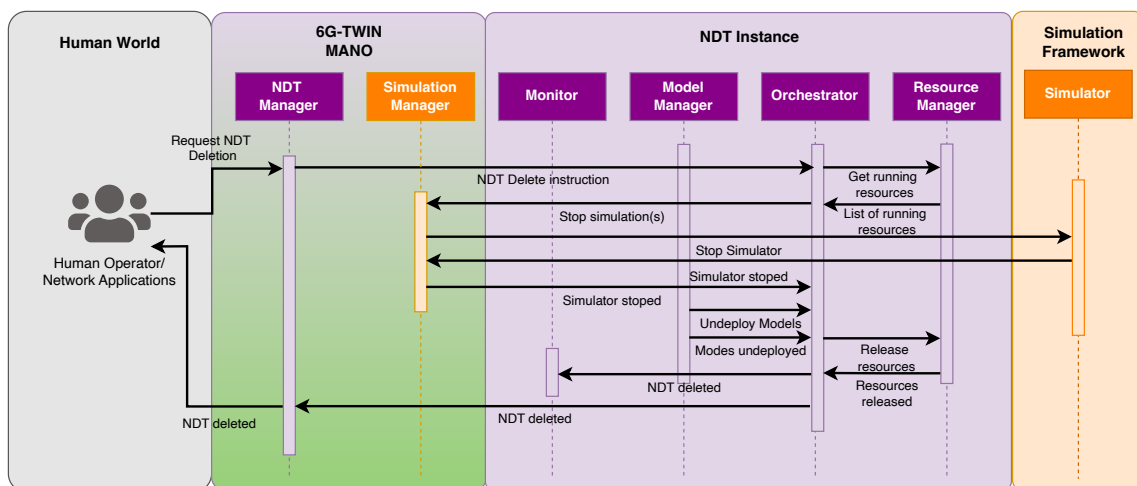 Human World
6G-TWIN
MANO
NDT Instance
Simulation
Framework
NDT
Manager
Simulation
Manager
Monitor
Model
Manager
Orchestrator
Resource
Manager
Simulator
Request NDT
Deletion
NDT Delete instruction
Get running
resources
Stop simulation(s)
List of running
resources
Stop Simulator
Human Operator/
Network Applications
Simulator stoped
Simulator stoped
Undeploy Models
Modes undeployed
Release
resources
NDT deleted
Resources
released
NDT deleted
NDT deleted